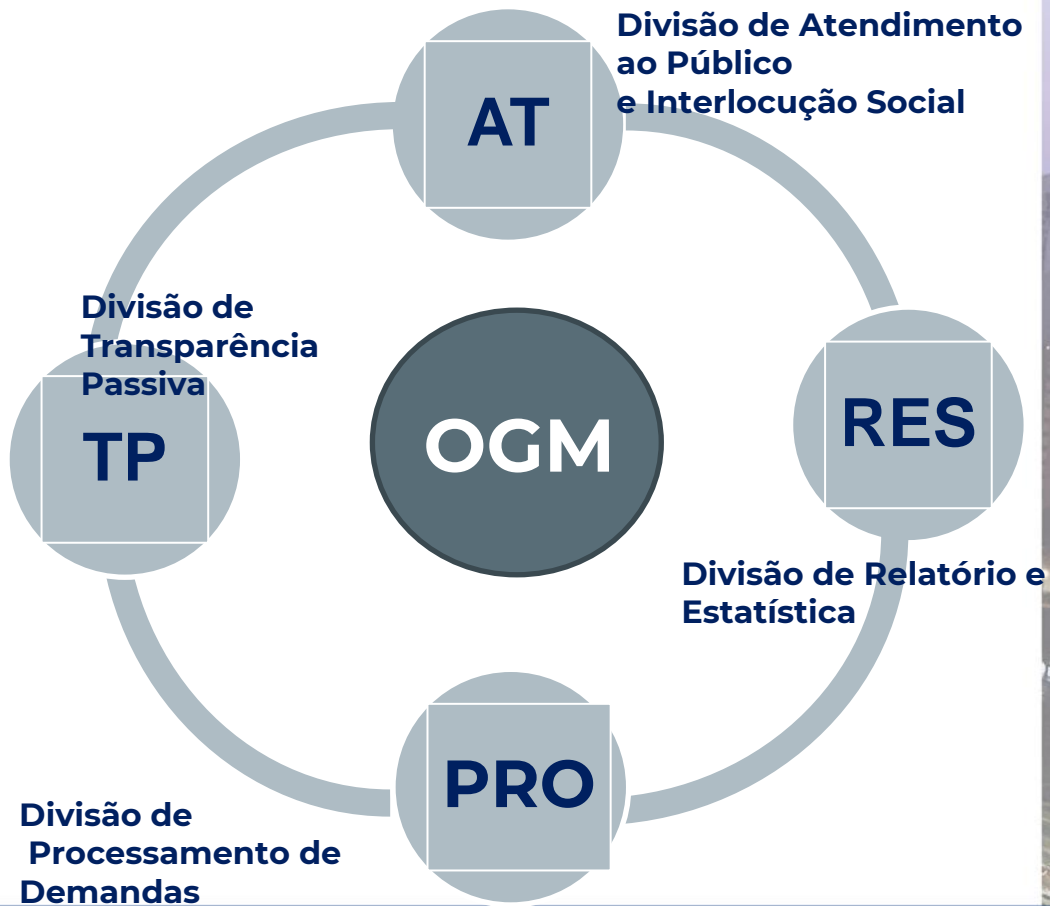 Divisão de Atendimento
ao Público
e Interlocução Social
AT
Divisão de
Transparência
Passiva
TP
OGM
RES
Divisão de Relatório e
Estatística
PRO
Divisão de
Processamento de
Demandas